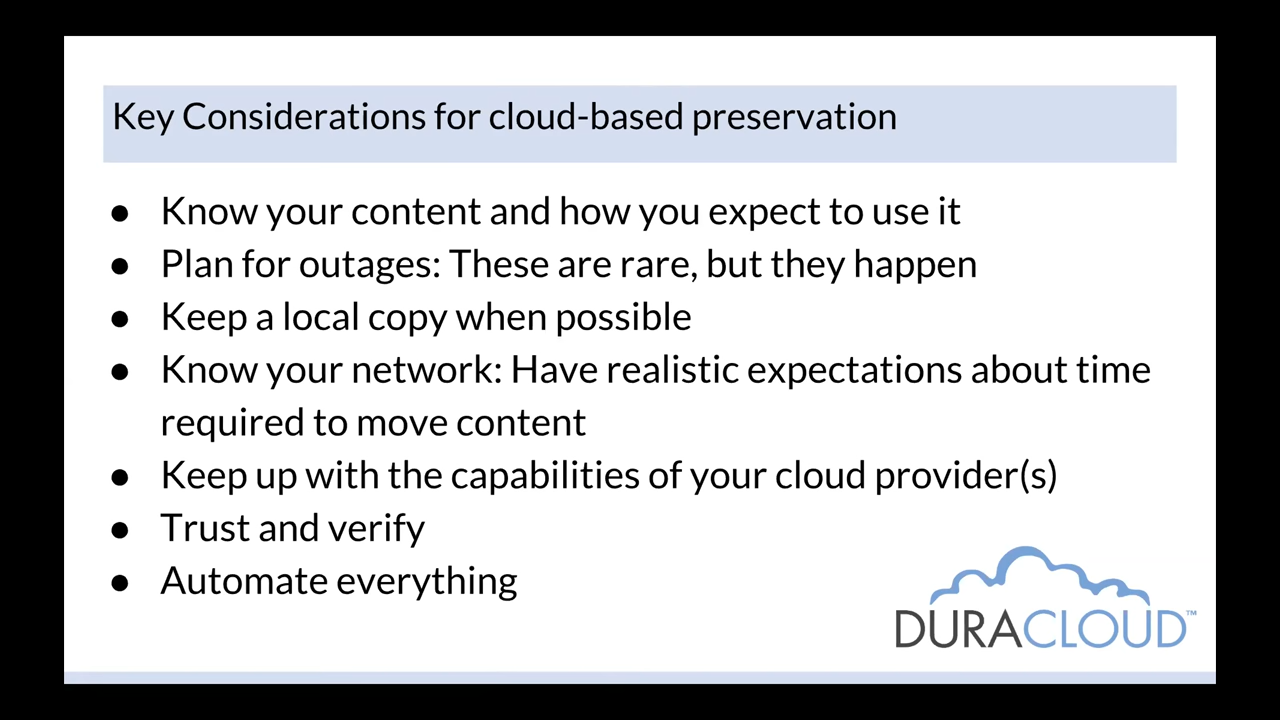 Key Considerations for cloud-based preservation
● Know your content and how you expect to use it
● Plan for outages: These are rare, but they happen
● Keep a local copy when possible
● Know your network: Have realistic expectations about time
required to move content
● Keep up with the capabilities of your cloud provider(s)
● Trust and verify
● Automate everything
DURACLOUD™